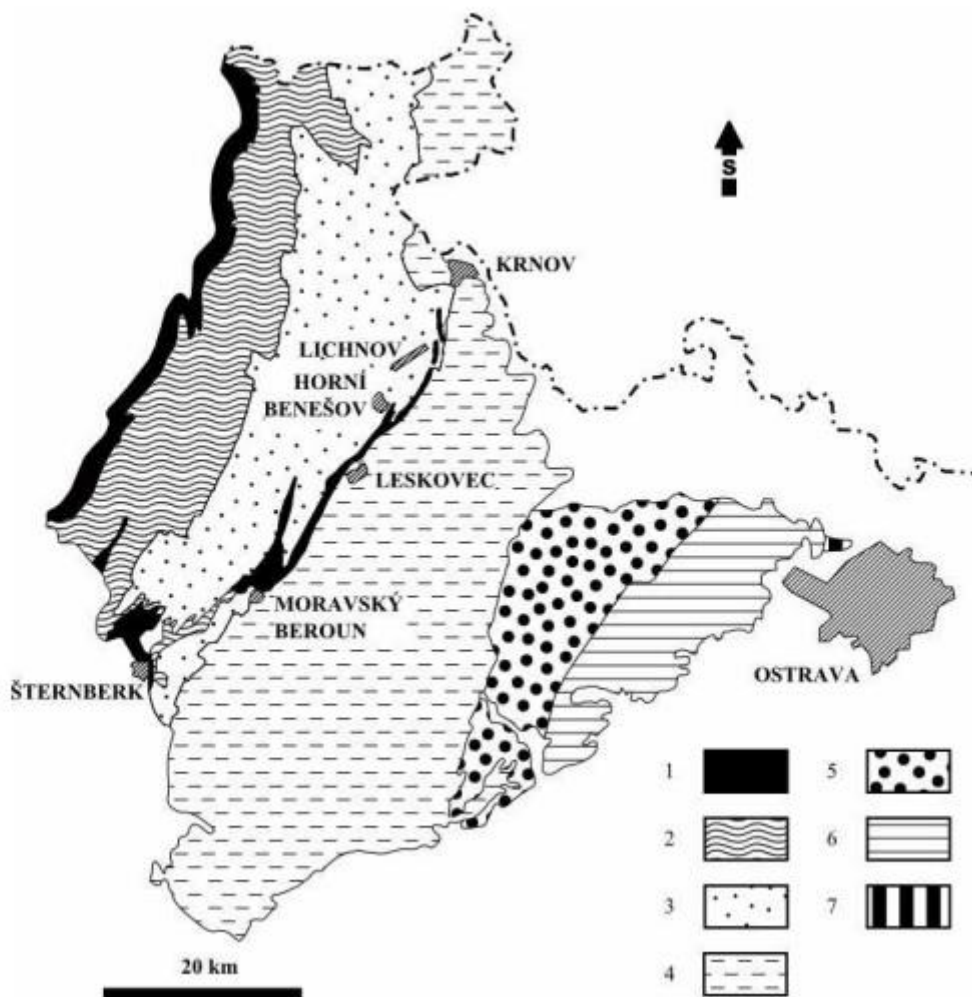 S
KRNOV
LICHNOV
HORNÍ
BENEŠOV
LESKOVEC
MORAVSKÝ
BEROUN
ŠTERNBERK
OSTRAVA
1
5
2
6
3
7
4
20 km